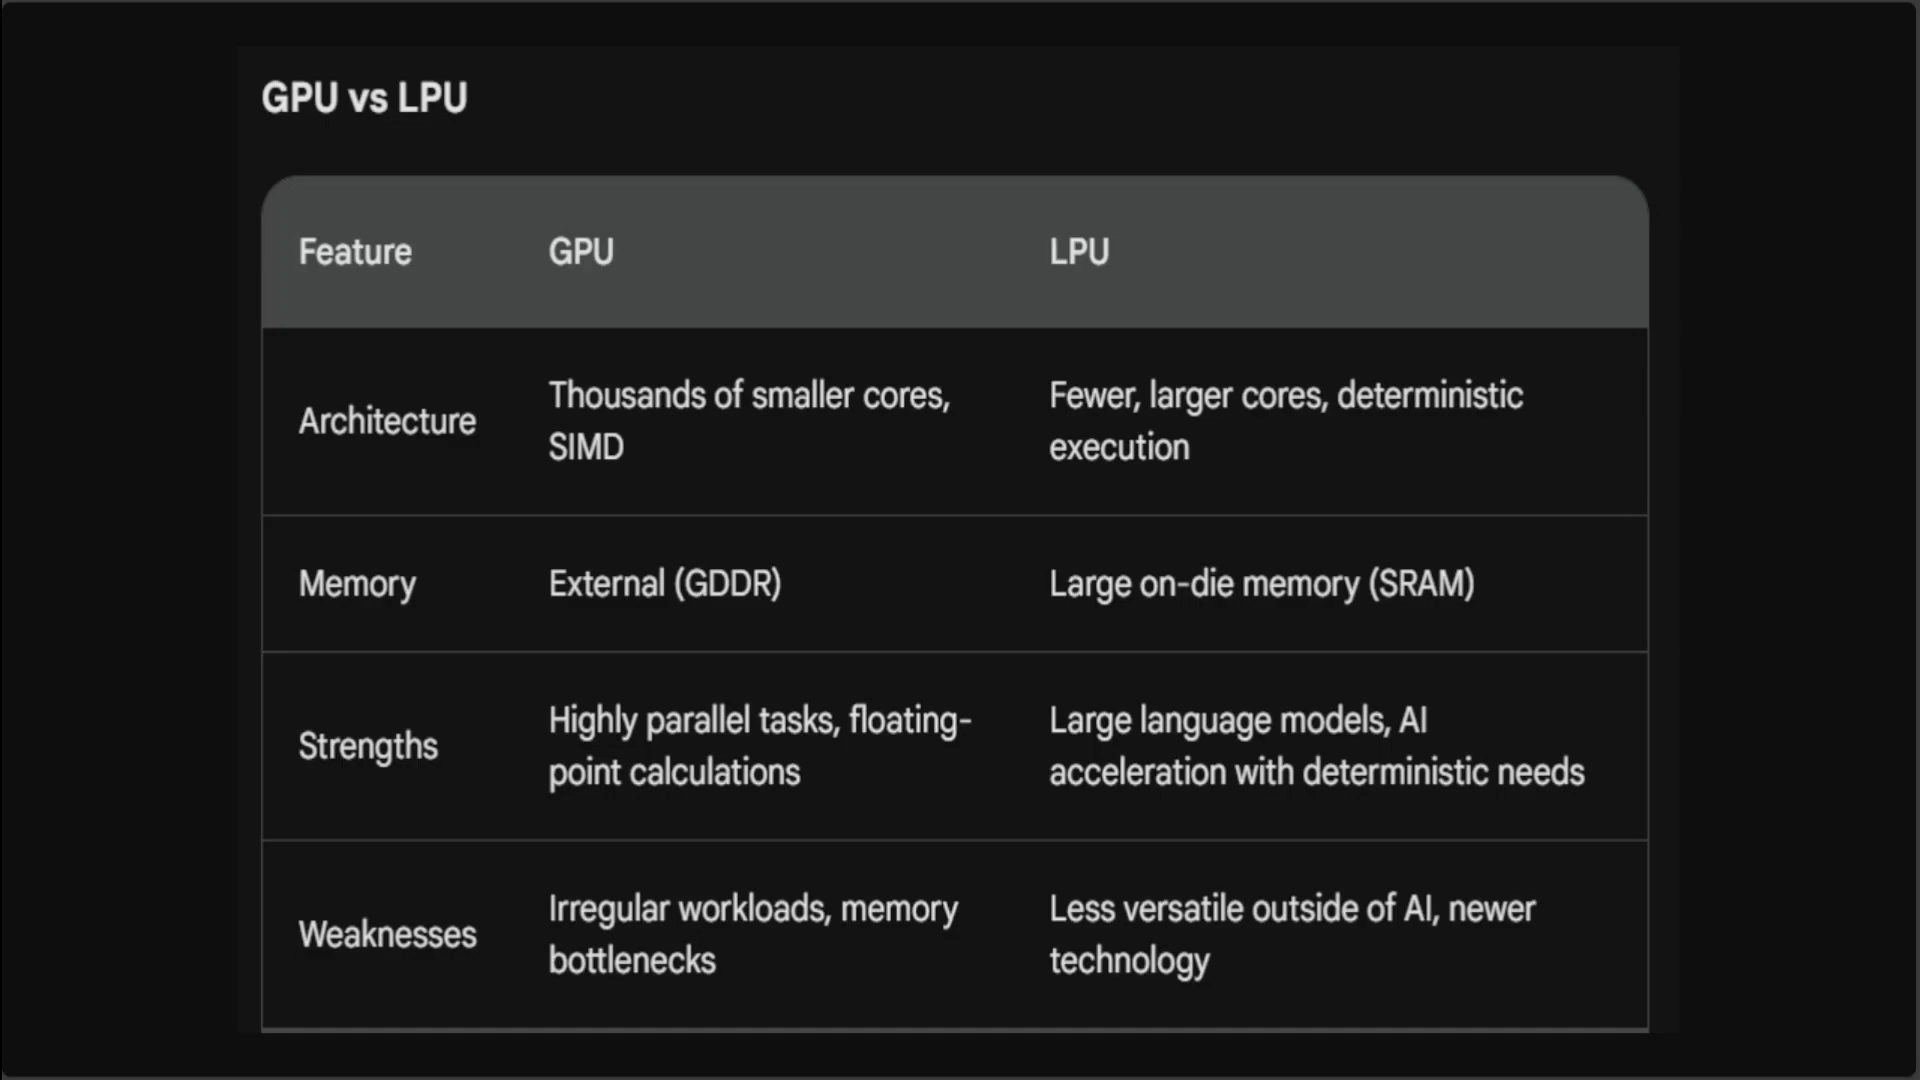 GPU vs LPU
Feature
GPU
LPU
Architecture
Thousands of smaller cores,
SIMD
Fewer, larger cores, deterministic
execution
Memory
External (GDDR)
Large on-die memory (SRAM)
Strengths
Highly parallel tasks, floating-
point calculations
Large language models, AI
acceleration with deterministic needs
Weaknesses
Irregular workloads, memory
bottlenecks
Less versatile outside of AI, newer
technology